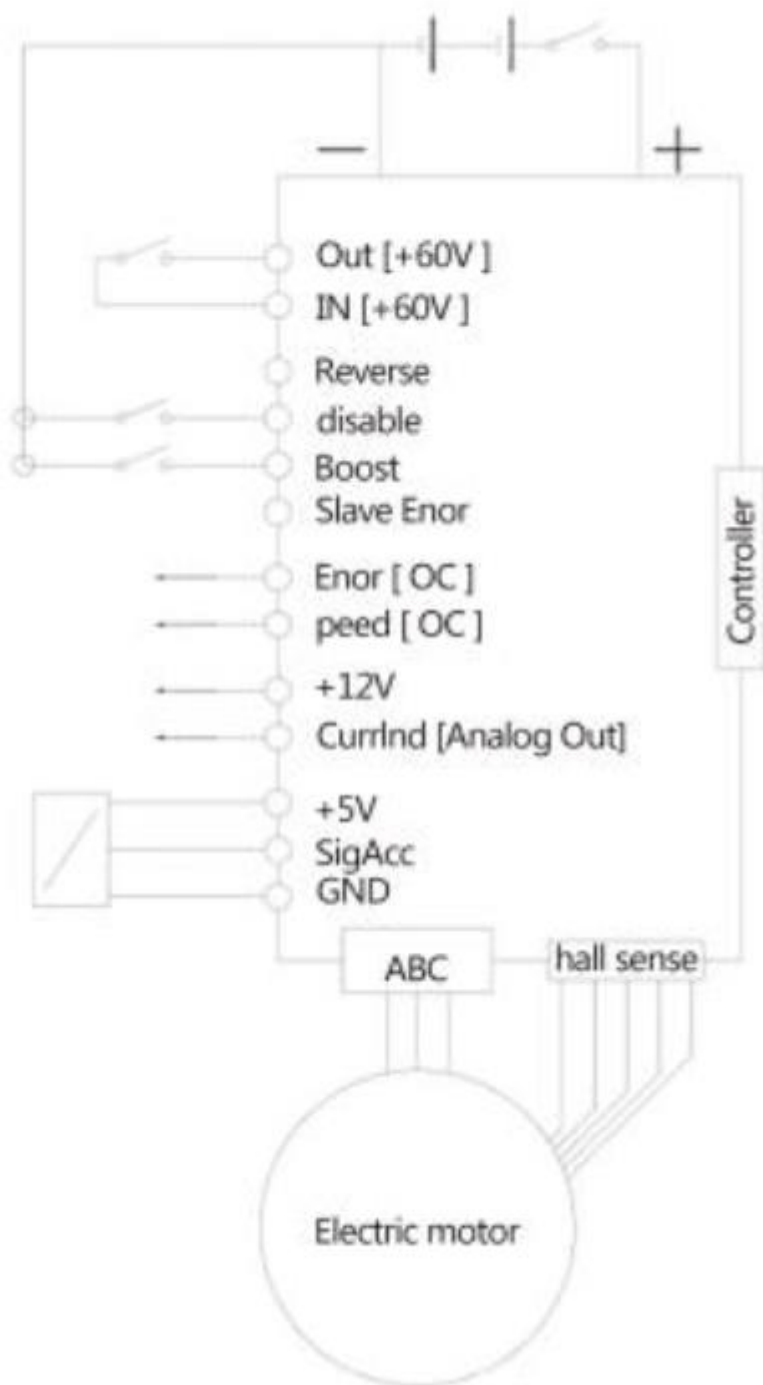 − +
Out [+60V ]
IN [+60V ]
Reverse
disable
Boost
Slave Enor
Enor [ OC ]
peed [ OC ]
+12V
CurrInd [Analog Out]
+5V
SigAcc
GND
Controller
ABC
hall sense
Electric motor